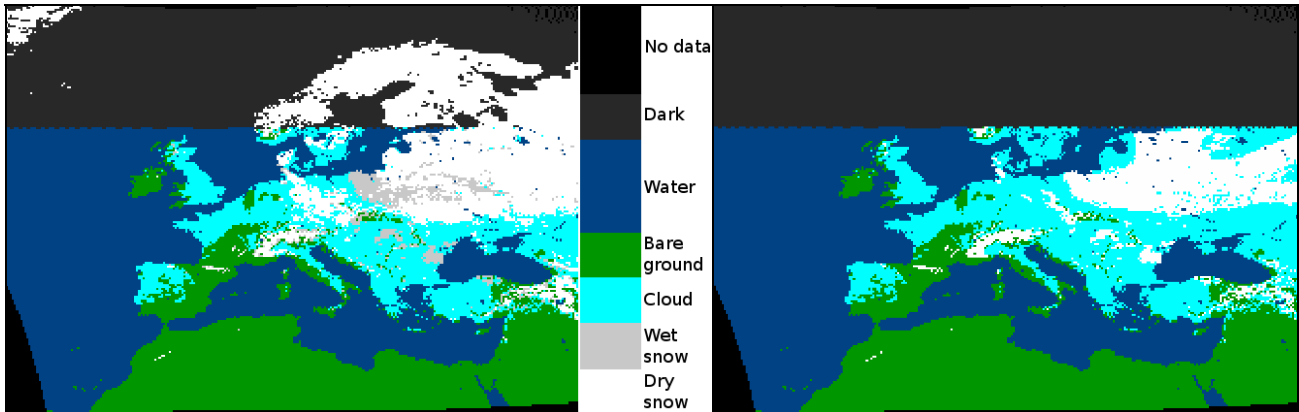 No data
Dark
Water
Bare
ground
Cloud
Wet
snow
Dry
snow